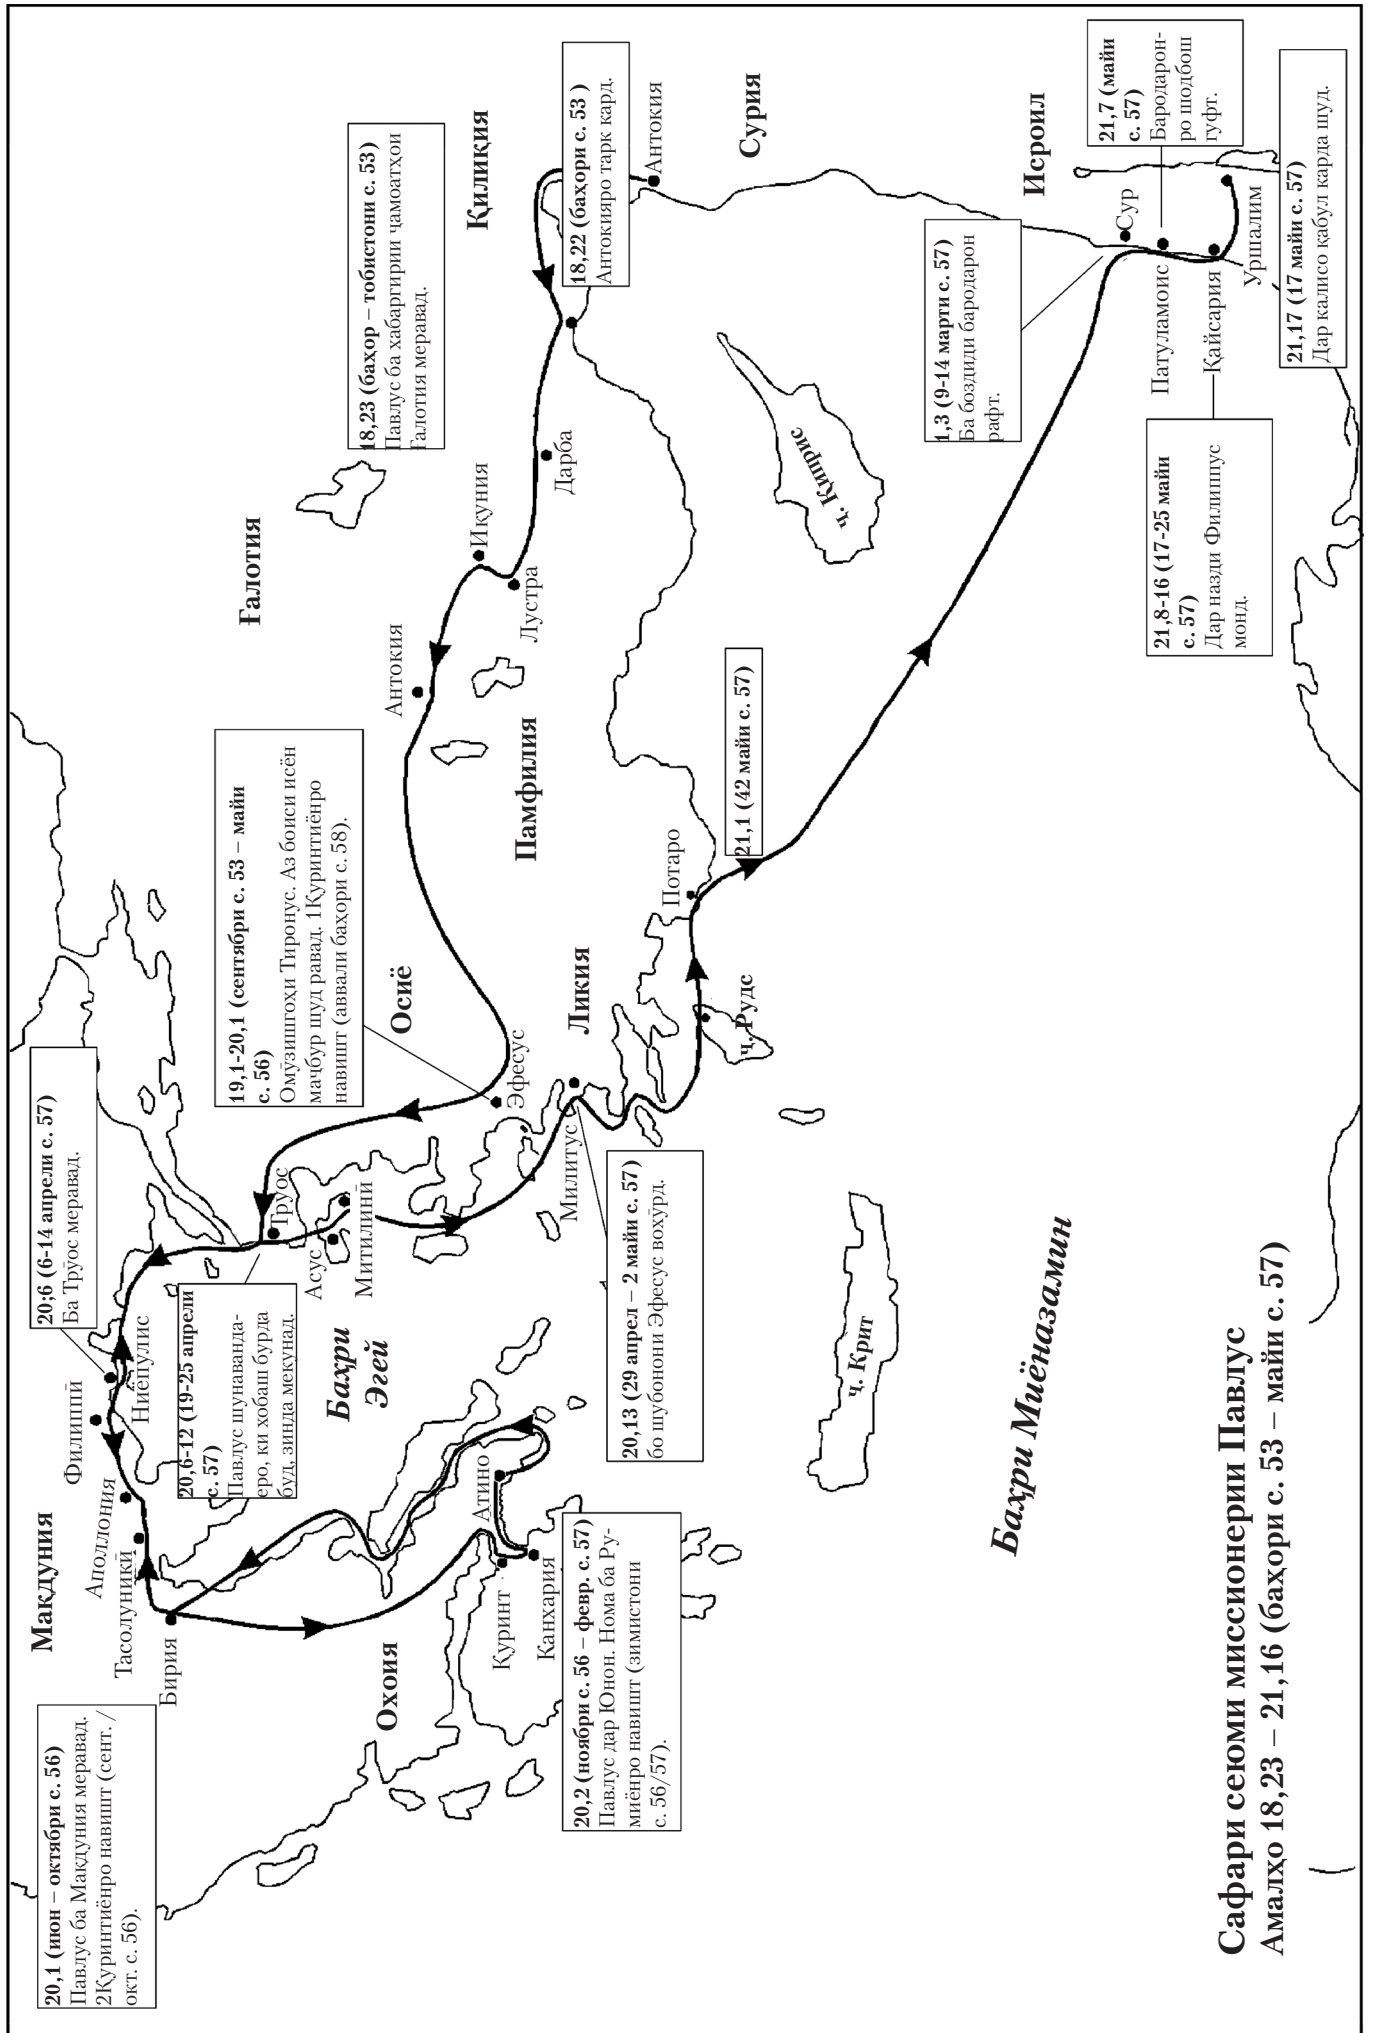 20,1 (июн – октябри с. 56)
Павлус ба Мақдуния меравад.
2Қуринтиёнро навишт (сент. /
окт. с. 56).
Мақдуния
Филиппӣ
Аполлония
Тасолуникӣ
Бирия
Ниёпулис
20;6 (6-14 апрели с. 57)
Ба Трӯос меравад.
20,6-12 (19-25 апрели
с. 57)
Павлус шунаванда-
еро, ки хобаш бурда
буд, зинда мекунад.
Трӯос
Асус
Митилинӣ
Баҳри
Эгей
Охоия
Атино
Қуринт
Канхария
20,2 (ноябри с. 56 – февр. с. 57)
Павлус дар Юнон. Нома ба Ру-
миёнро навишт (зимистони
с. 56/57).
19,1-20,1 (сентябри с. 53 – майи
с. 56)
Омӯзишгоҳи Тиронус. Аз боиси исён
маҷбур шуд равад. 1Қуринтиёнро
навишт (аввали баҳори с. 58).
Осиё
Эфесус
Милитус
20,13 (29 апрел – 2 майи с. 57)
бо шубонони Эфесус вохӯрд.
Ликия
ҷ. Рудс
Потаро
21,1 (42 майи с. 57)
Памфилия
Ғалотия
Антокия
Икуния
Лустра
Дарба
18,23 (баҳор – тобистони с. 53)
Павлус ба хабаргирии ҷамоатҳои
Ғалотия меравад.
Қилиқия
18,22 (баҳори с. 53 )
Антокияро тарк кард.
Антокия
Сурия
ҷ. Қиприс
ҷ. Крит
Баҳри Миёназамин
Исроил
1,3 (9-14 марти с. 57)
Ба боздиди бародарон
рафт.
Сур
Патуламоис
Қайсария
Уршалим
21,7 (майи
с. 57)
Бародарон-
ро шодбош
гуфт.
21,8-16 (17-25 майи
с. 57)
Дар назди Филиппус
монд.
21,17 (17 майи с. 57)
Дар калисо қабул карда шуд.
Сафари сеюми миссионерии Павлус
Амалҳо 18,23 – 21,16 (баҳори с. 53 – майи с. 57)